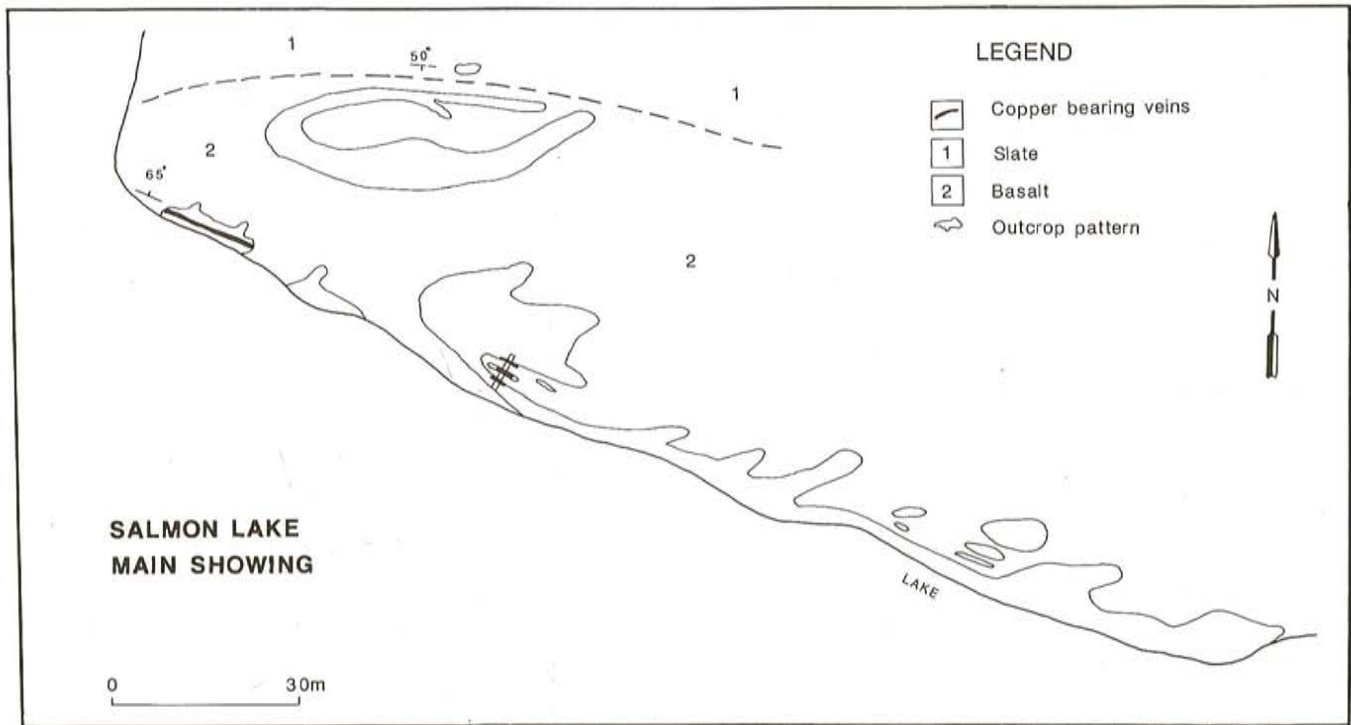 1
50°
1
2
65°
2
LEGEND
Copper bearing veins
1 Slate
2 Basalt
Outcrop pattern
N
LAKE
SALMON LAKE
MAIN SHOWING
0 30m